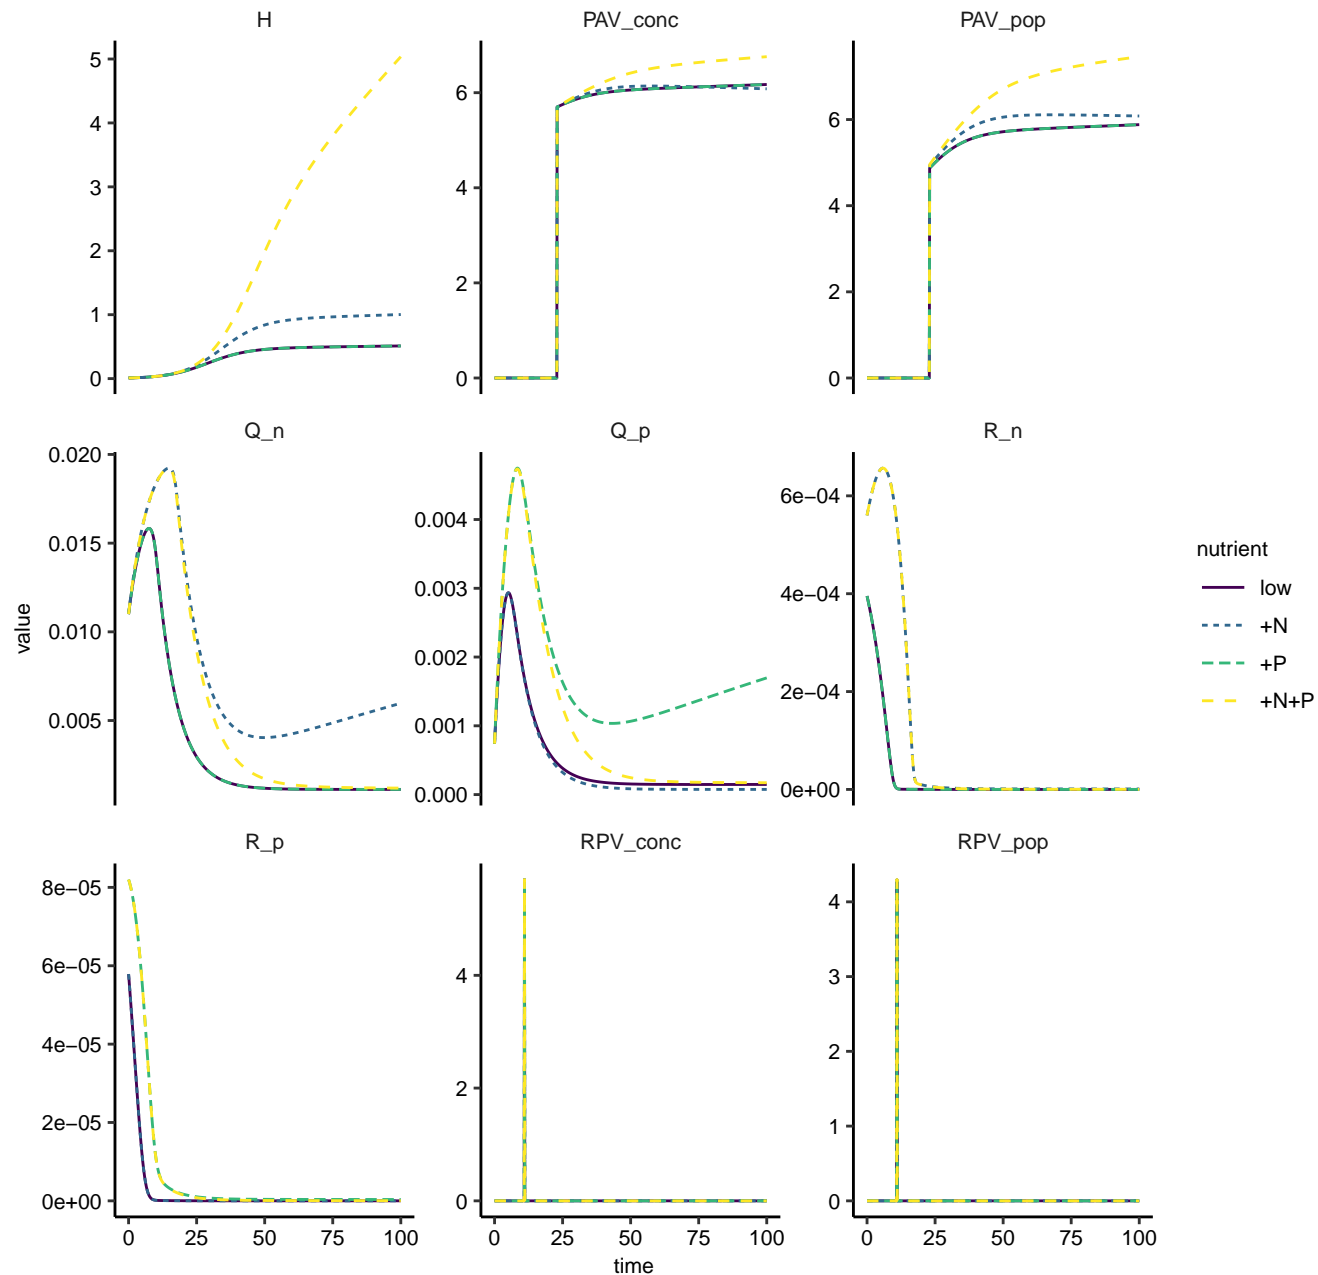 H
PAV_conc
PAV_pop
5
4
3
2
1
0
6
4
2
0
6
4
2
0
Q_n
Q_p
R_n
0.020
0.015
0.010
0.005
0.004
0.003
0.002
0.001
0.000
6e−04
4e−04
2e−04
0e+00
R_p
RPV_conc
RPV_pop
8e−05
6e−05
4e−05
2e−05
0e+00
4
2
0
4
3
2
1
0
0 25 50 75 100
0 25 50 75 100
0 25 50 75 100
time
value
nutrient
low
+N
+P
+N+P